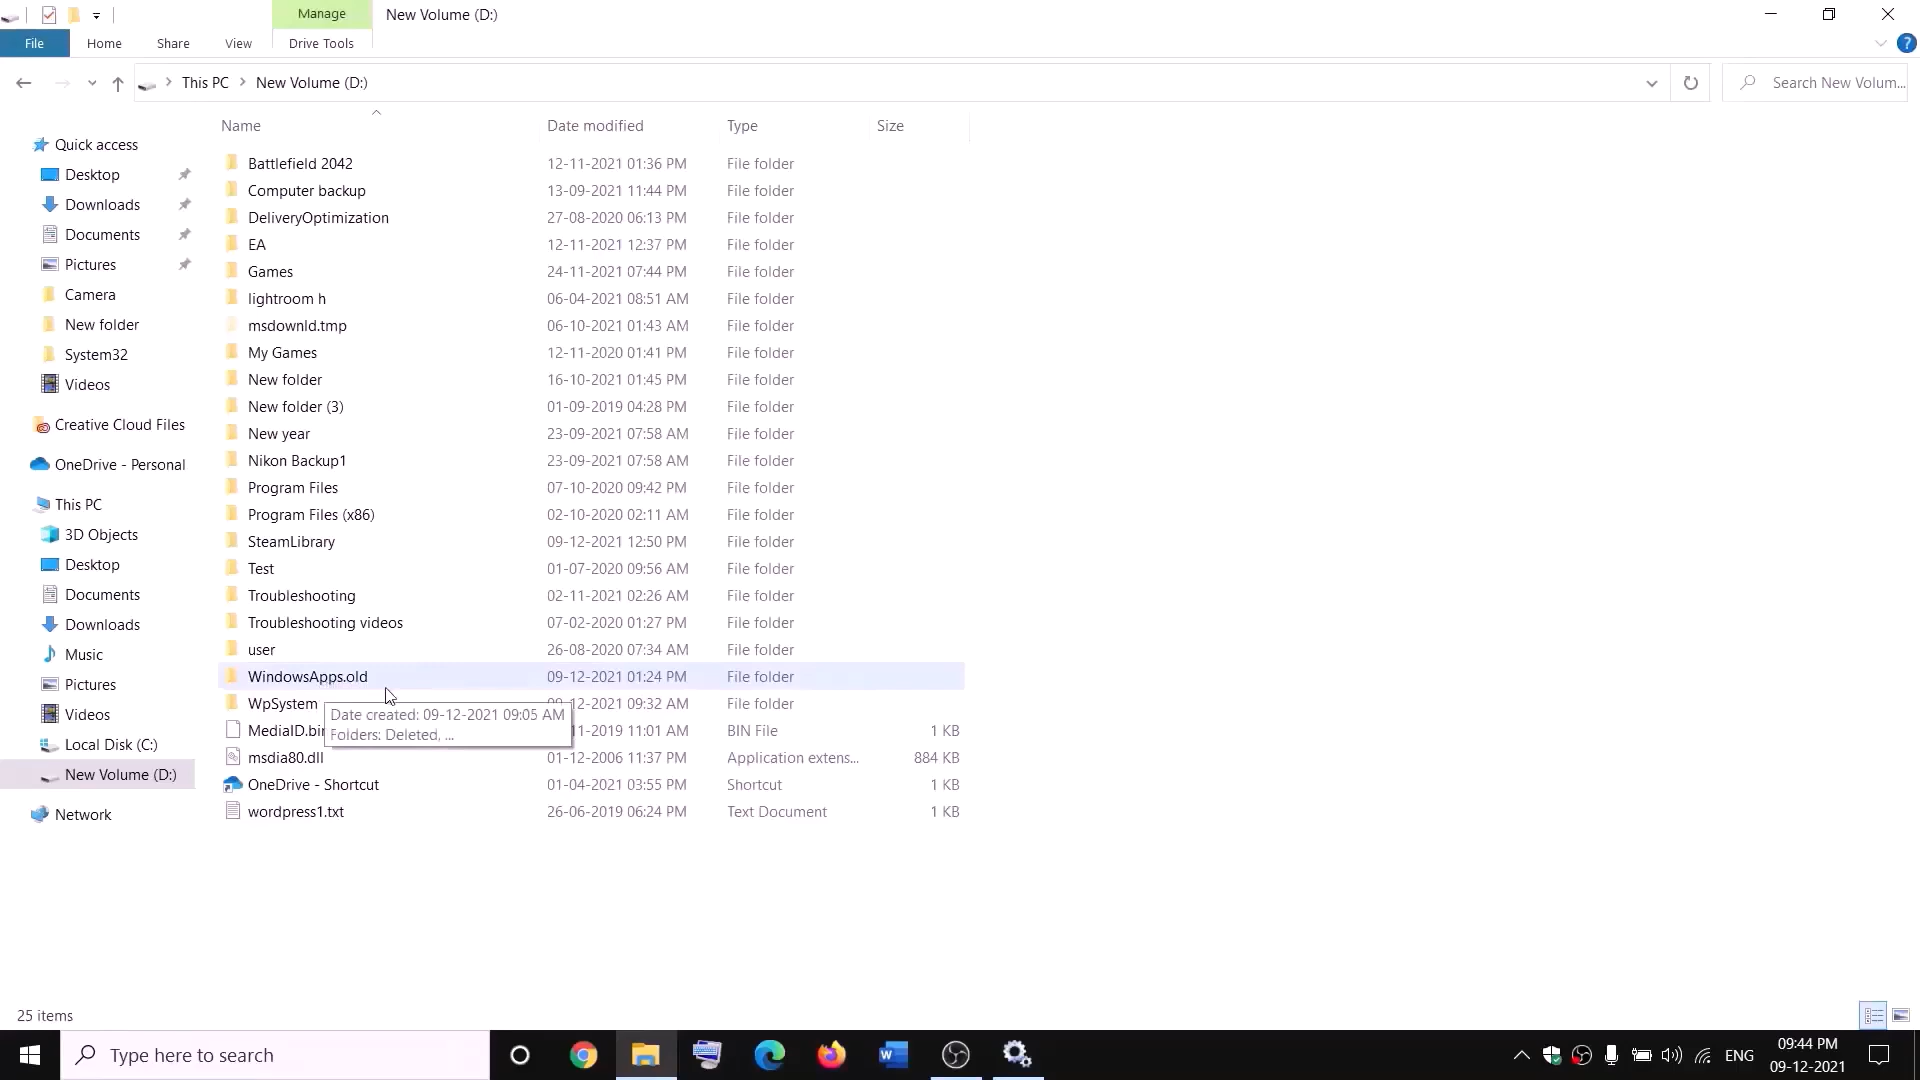 Manage
New Volume (D:)
File
Home
Share
View
Drive Tools
?
This PC
New Volume (D:)
Search New Volum...
Name
Date modified
Type
Size
Quick access
Desktop
Downloads
Documents
Pictures
Camera
New folder
System32
Videos
Creative Cloud Files
OneDrive - Personal
This PC
3D Objects
Desktop
Documents
Downloads
Music
Pictures
Videos
Local Disk (C:)
New Volume (D:)
Network
Battlefield 2042 12-11-2021 01:36 PM File folder
Computer backup 13-09-2021 11:44 PM File folder
DeliveryOptimization 27-08-2020 06:13 PM File folder
EA 12-11-2021 12:37 PM File folder
Games 24-11-2021 07:44 PM File folder
lightroom h 06-04-2021 08:51 AM File folder
msdownld.tmp 06-10-2021 01:43 AM File folder
My Games 12-11-2020 01:41 PM File folder
New folder 16-10-2021 01:45 PM File folder
New folder (3) 01-09-2019 04:28 PM File folder
New year 23-09-2021 07:58 AM File folder
Nikon Backup1 23-09-2021 07:58 AM File folder
Program Files 07-10-2020 09:42 PM File folder
Program Files (x86) 02-10-2020 02:11 AM File folder
SteamLibrary 09-12-2021 12:50 PM File folder
Test 01-07-2020 09:56 AM File folder
Troubleshooting 02-11-2021 02:26 AM File folder
Troubleshooting videos 07-02-2020 01:27 PM File folder
user 26-08-2020 07:34 AM File folder
WindowsApps.old 09-12-2021 01:24 PM File folder
WpSystem 09-12-2021 09:32 AM File folder
Date created: 09-12-2021 09:05 AM
Folders: Deleted, ...
MediaID.bin 11-2019 11:01 AM BIN File 1 KB
msdia80.dll 01-12-2006 11:37 PM Application extens... 884 KB
OneDrive - Shortcut 01-04-2021 03:55 PM Shortcut 1 KB
wordpress1.txt 26-06-2019 06:24 PM Text Document 1 KB
25 items
Type here to search
ENG
09:44 PM
09-12-2021